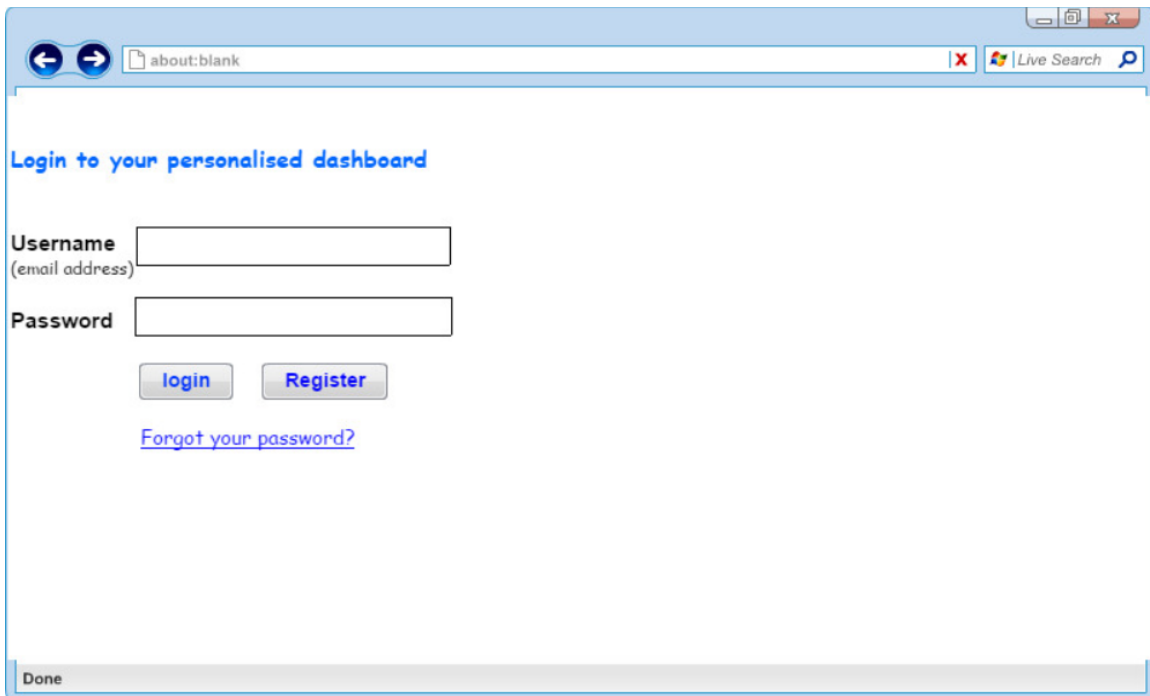 about:blank
Live Search
Login to your personalised dashboard
Username
(email address)
Password
login Register
Forgot your password?
Done